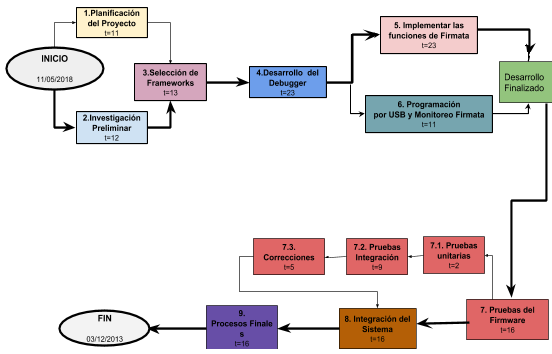 1.Planificación
del Proyecto
t=11
INICIO
11/05/2018
2.Investigación
Preliminar
t=12
3.Selección de
Frameworks
t=13
4.Desarrollo del
Debugger
t=23
5. Implementar las
funciones de Firmata
t=23
6. Programación
por USB y Monitoreo Firmata
t=11
Desarrollo
Finalizado
7.3.
Correcciones
t=5
7.2. Pruebas
Integración
t=9
7.1. Pruebas
unitarias
t=2
7. Pruebas del
Firmware
t=16
8. Integración del
Sistema
t=16
9.
Procesos Finale
s
t=16
FIN
03/12/2013